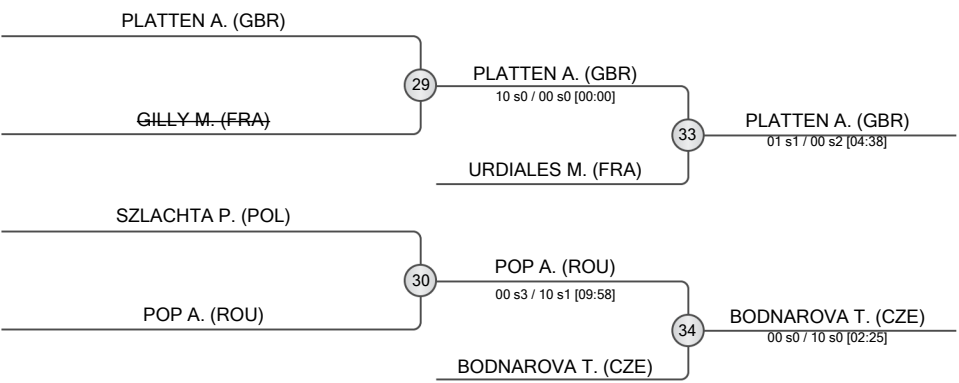 PLATTEN A. (GBR)
29
PLATTEN A. (GBR)
10 s0 / 00 s0 [00:00]
GILLY M. (FRA)
33
PLATTEN A. (GBR)
01 s1 / 00 s2 [04:38]
URDIALES M. (FRA)
SZLACHTA P. (POL)
30
POP A. (ROU)
00 s3 / 10 s1 [09:58]
POP A. (ROU)
34
BODNAROVA T. (CZE)
00 s0 / 10 s0 [02:25]
BODNAROVA T. (CZE)